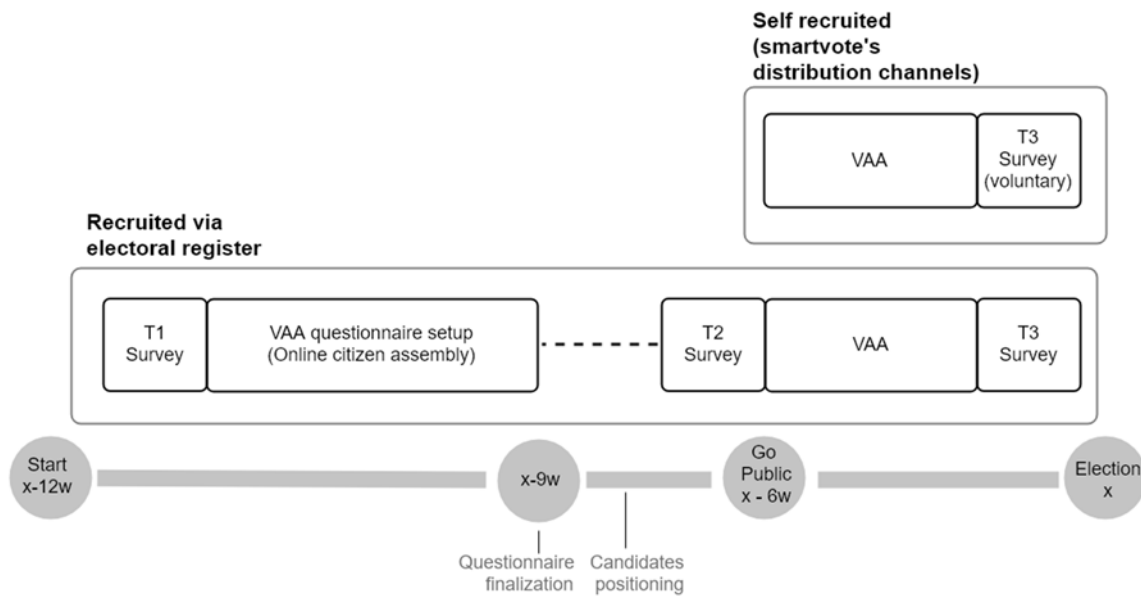 Self recruited
(smartvote's
distribution channels)
VAA
T3
Survey
(voluntary)
Recruited via
electoral register
T1
Survey
VAA questionnaire setup
(Online citizen assembly)
T2
Survey
VAA
T3
Survey
Start
x-12w
x-9w
Go
Public
x - 6w
Election
x
Questionnaire
finalization
Candidates
positioning